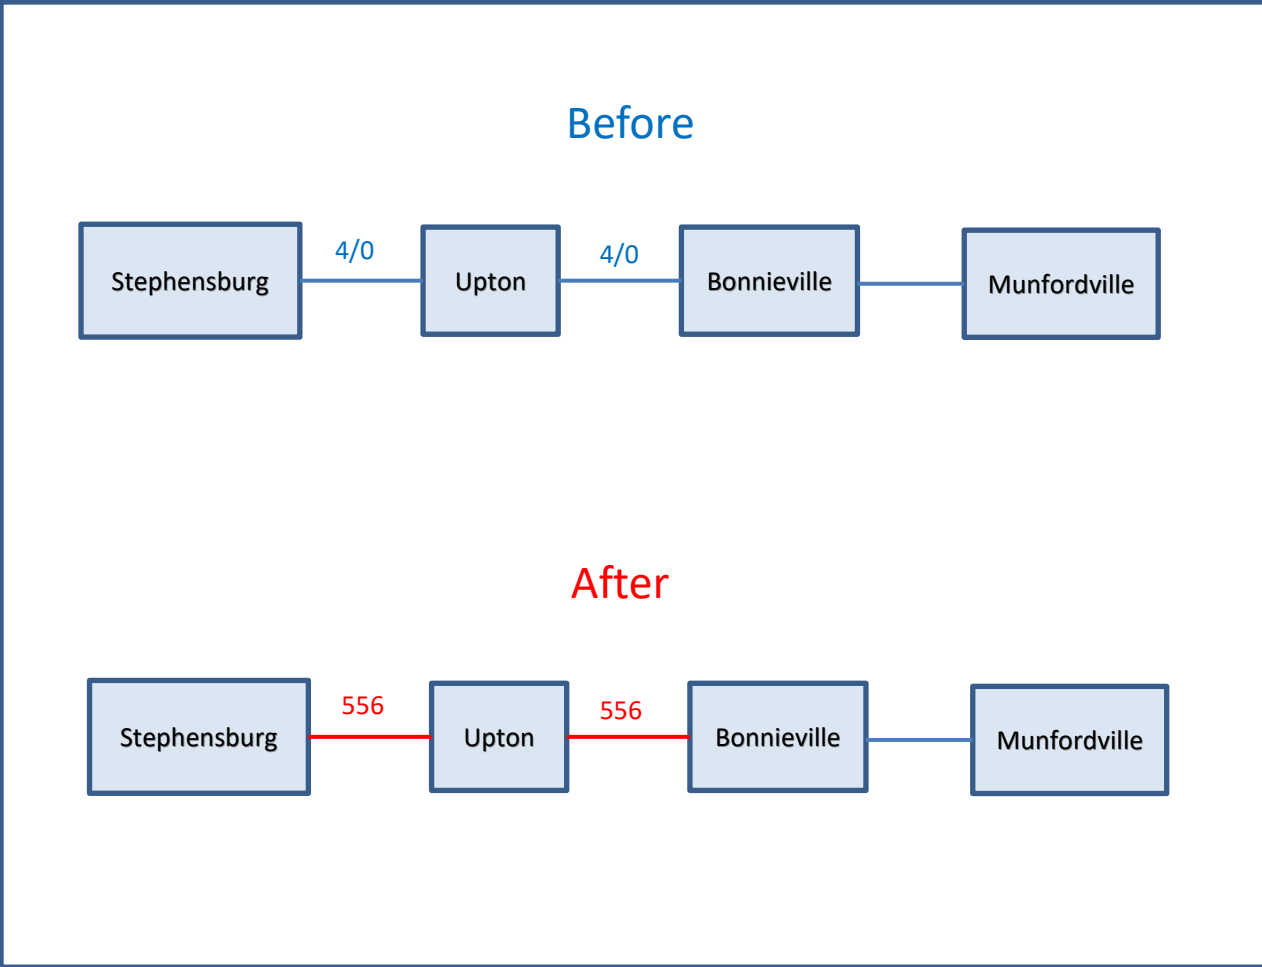 Before
4/0
4/0
Stephensburg
Upton
Bonnieville
Munfordville
After
556
556
Stephensburg
Upton
Bonnieville
Munfordville